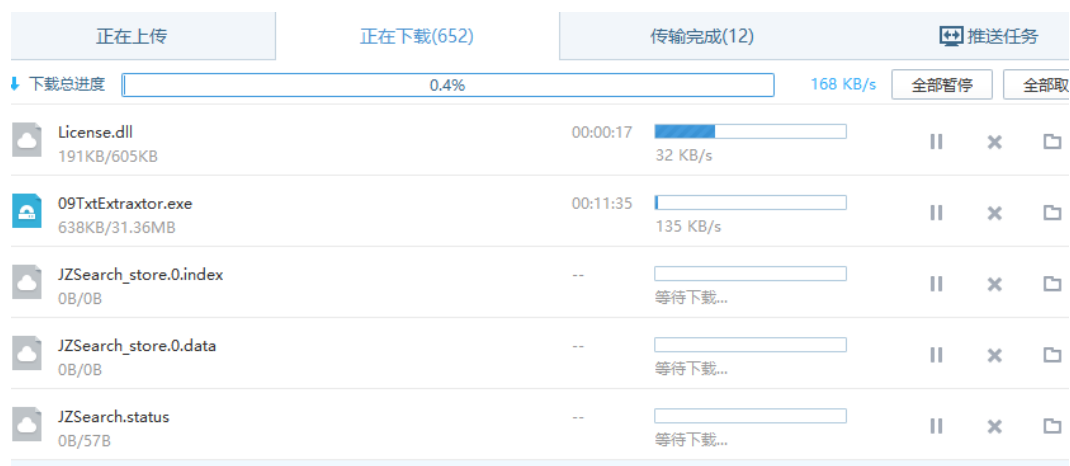 正在上传 正在下载(652) 传输完成(12) 推送任务
下载总进度 0.4% 168 KB/s 全部暂停 全部取
License.dll 00:00:17
191KB/605KB 32 KB/s
09TxtExtraxtor.exe 00:11:35
638KB/31.36MB 135 KB/s
JZSearch_store.0.index --
0B/0B 等待下载...
JZSearch_store.0.data --
0B/0B 等待下载...
JZSearch.status --
0B/57B 等待下载...